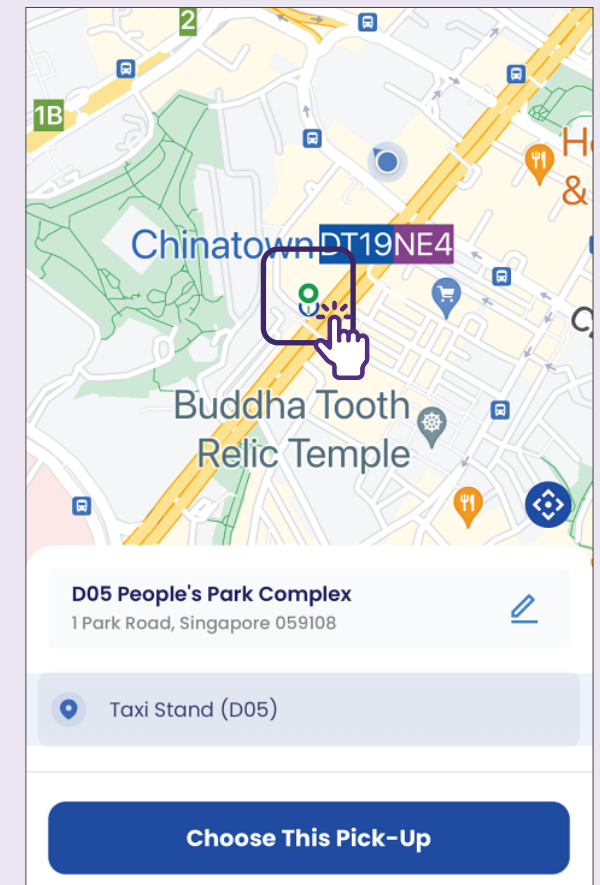 2
1B
H
&
Chinatown DT19 NE4
Buddha Tooth
Relic Temple
D05 People's Park Complex
1 Park Road, Singapore 059108
Taxi Stand (D05)
Choose This Pick-Up